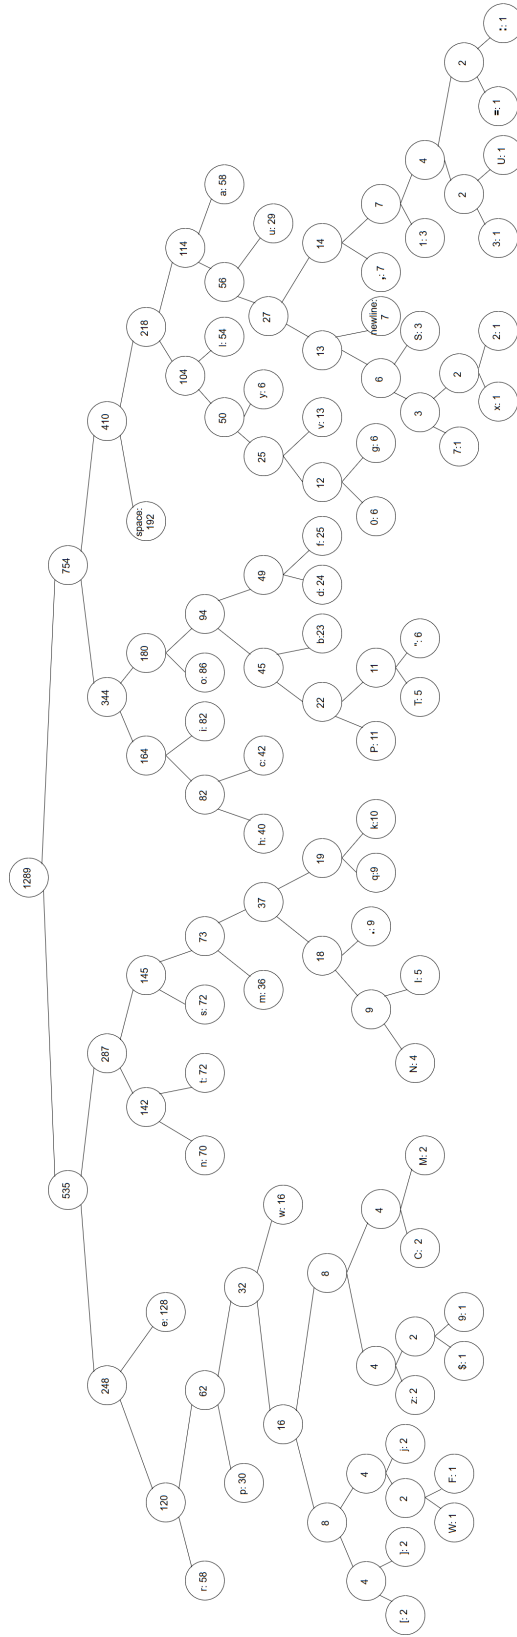 1289
535
754
248
287
344
410
120
e: 128
142
145
164
180
space:
192
218
r: 58
62
n: 70
t: 72
s: 72
73
82
i: 82
o: 86
94
104
114
p: 30
32
m: 36
37
h: 40
c: 42
45
49
50
l: 54
56
a: 58
16
w: 16
18
19
22
b:23
d: 24
f: 25
25
y: 6
27
u: 29
8
8
9
.: 9
q:9
k:10
P: 11
11
12
v: 13
13
14
4
4
4
4
N: 4
I: 5
T: 5
": 6
0: 6
g: 6
6
newline:
7
,: 7
7
[: 2
]: 2
2
j: 2
z: 2
2
C: 2
M: 2
3
S: 3
1: 3
4
W: 1
F: 1
$: 1
9: 1
7:1
2
2
2
x: 1
2: 1
3: 1
U: 1
=: 1
:: 1